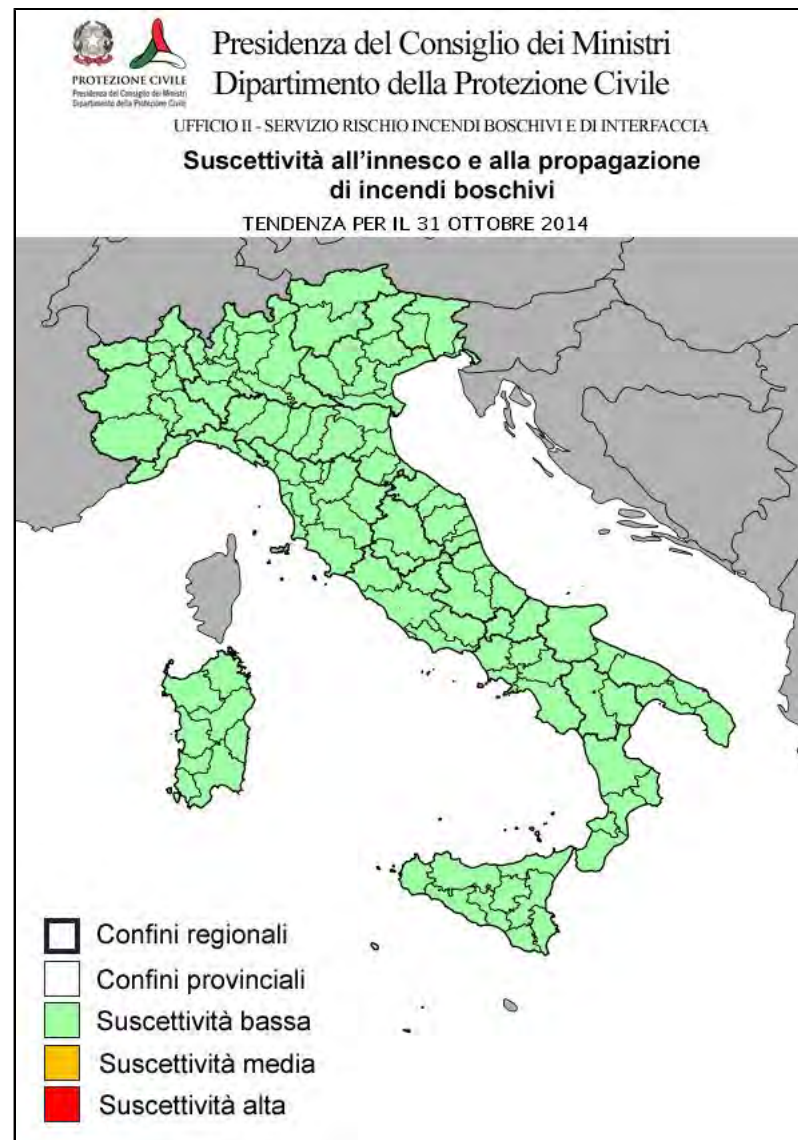 PROTEZIONE CIVILE
Presidenza del Consiglio dei Ministri
Dipartimento della Protezione Civile
Presidenza del Consiglio dei Ministri
Dipartimento della Protezione Civile
UFFICIO II - SERVIZIO RISCHIO INCENDI BOSCHIVI E DI INTERFACCIA
Suscettività all'innesco e alla propagazione
di incendi boschivi
TENDENZA PER IL 31 OTTOBRE 2014
Confini regionali
Confini provinciali
Suscettività bassa
Suscettività media
Suscettività alta